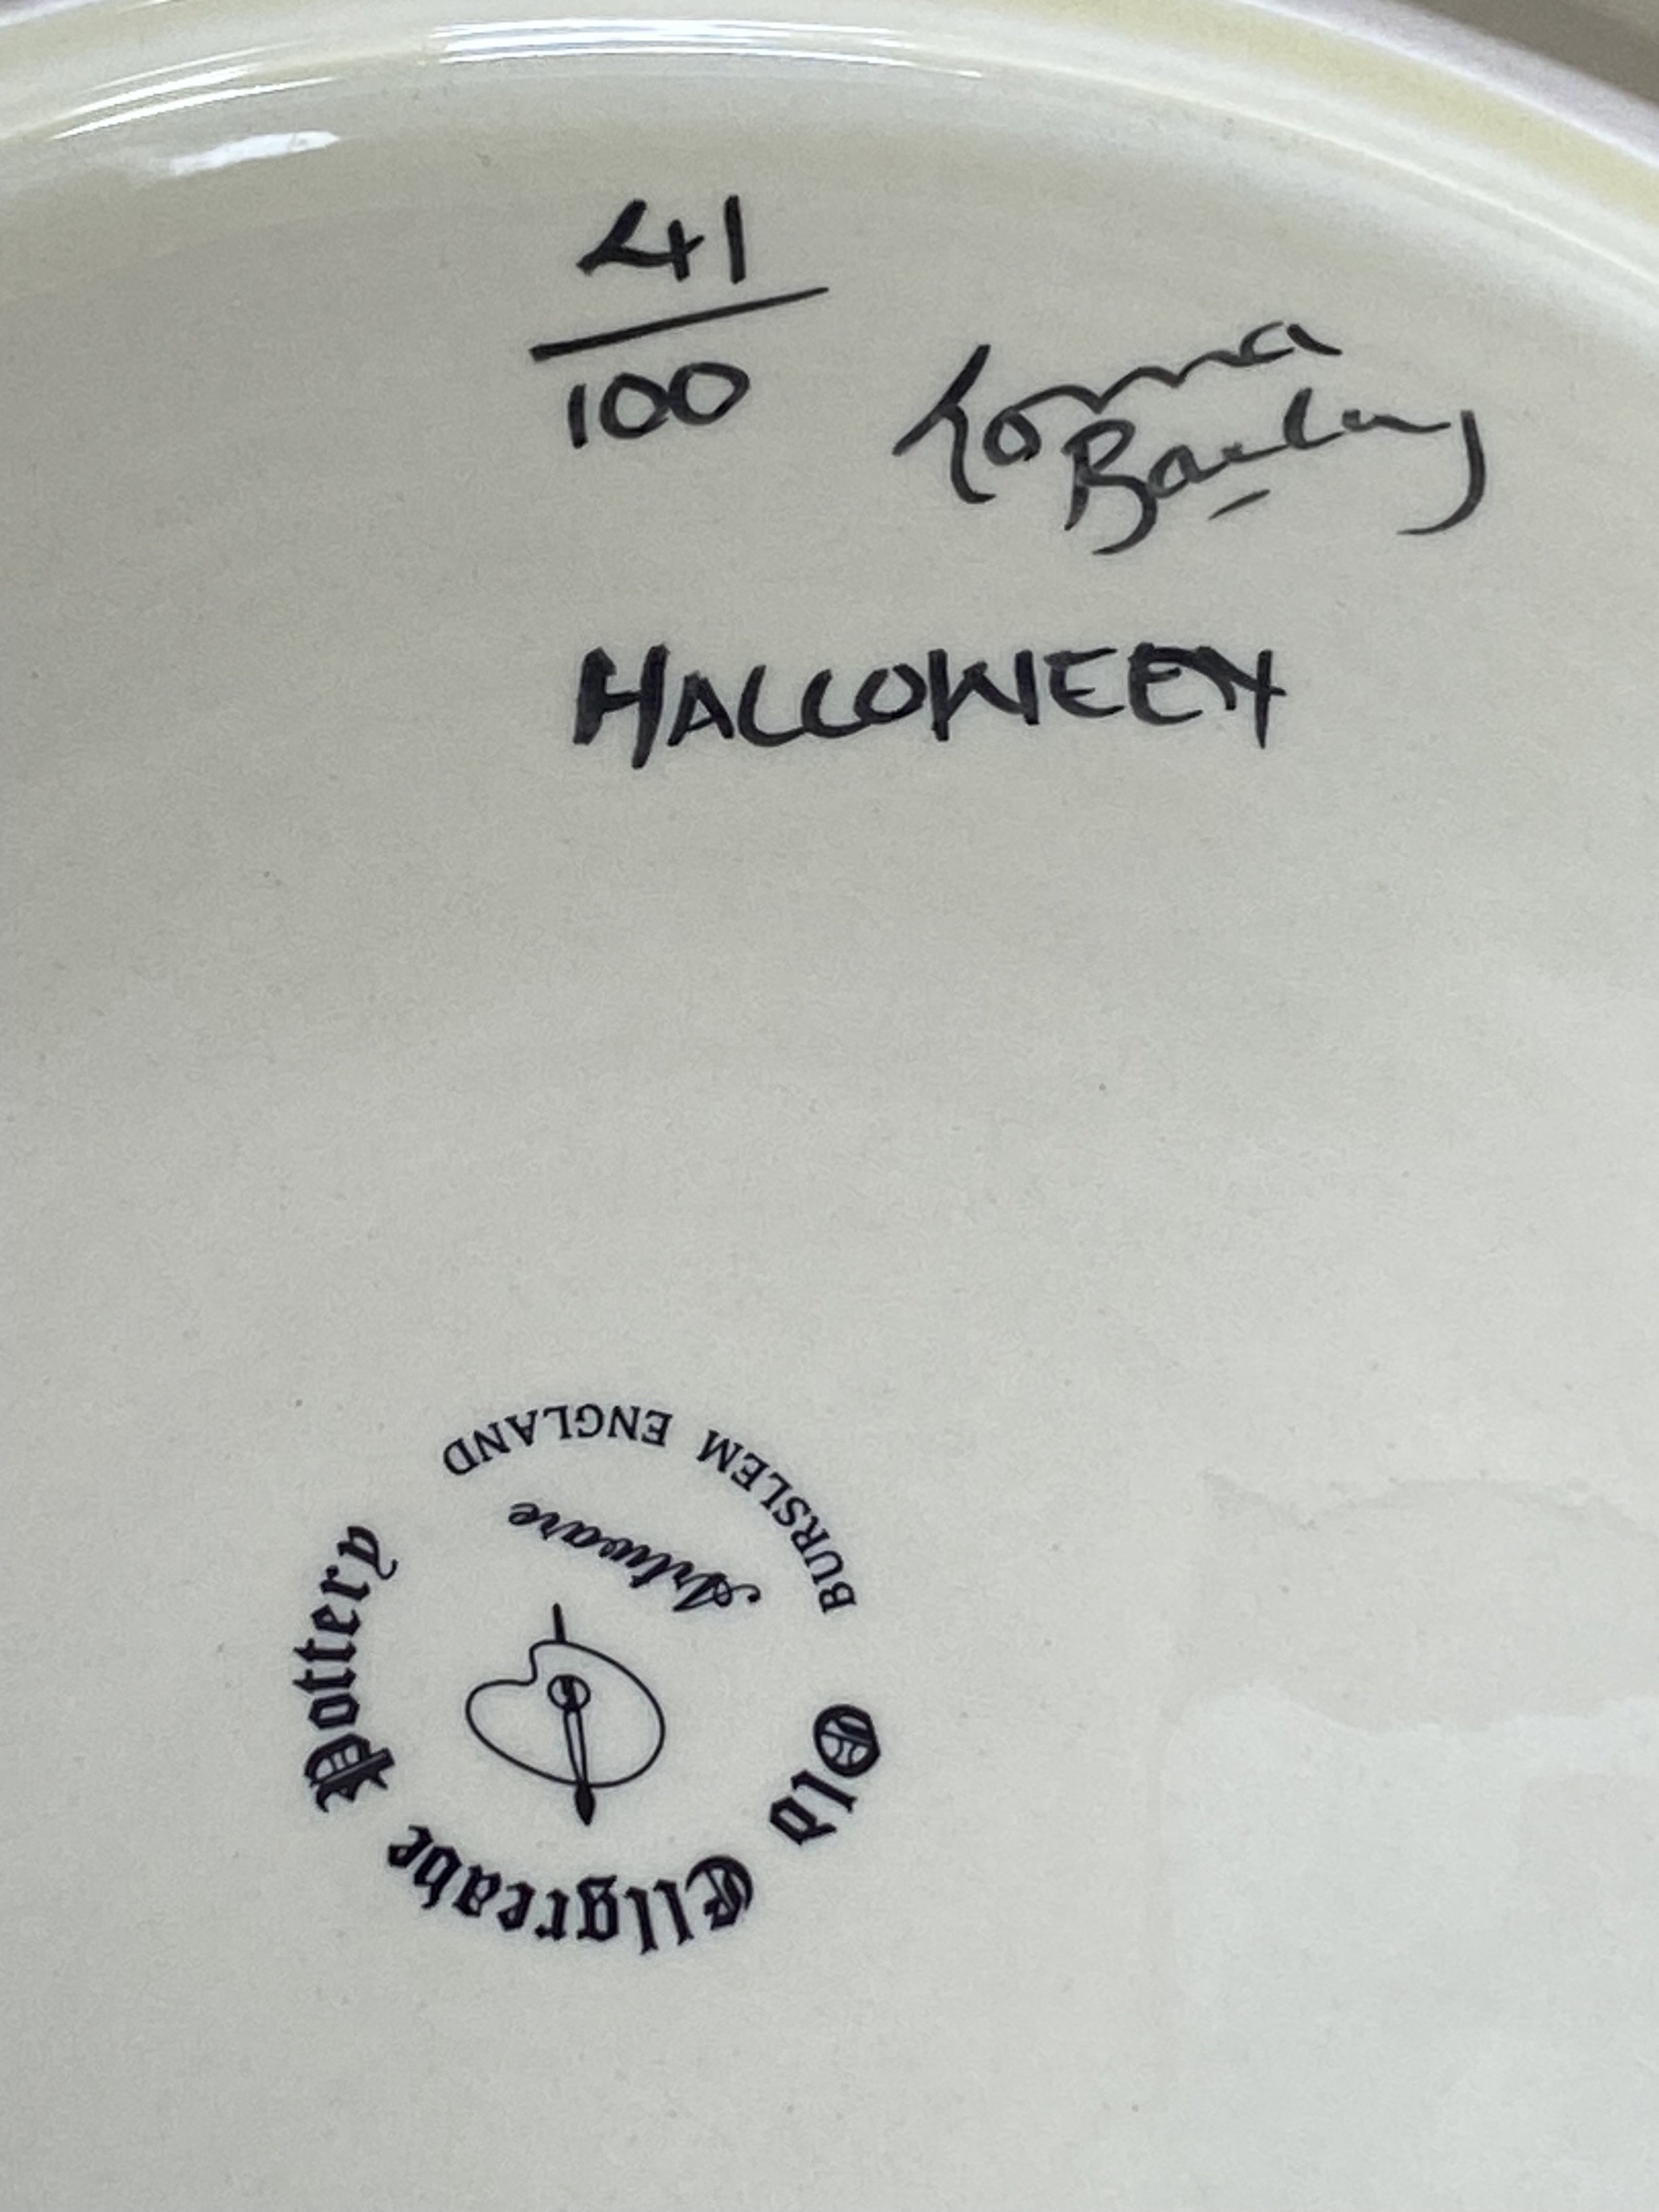 41
100
Lorna
Bailey
HALLOWEEN
Old Ellgreave Pottery
Artware
BURSLEM ENGLAND